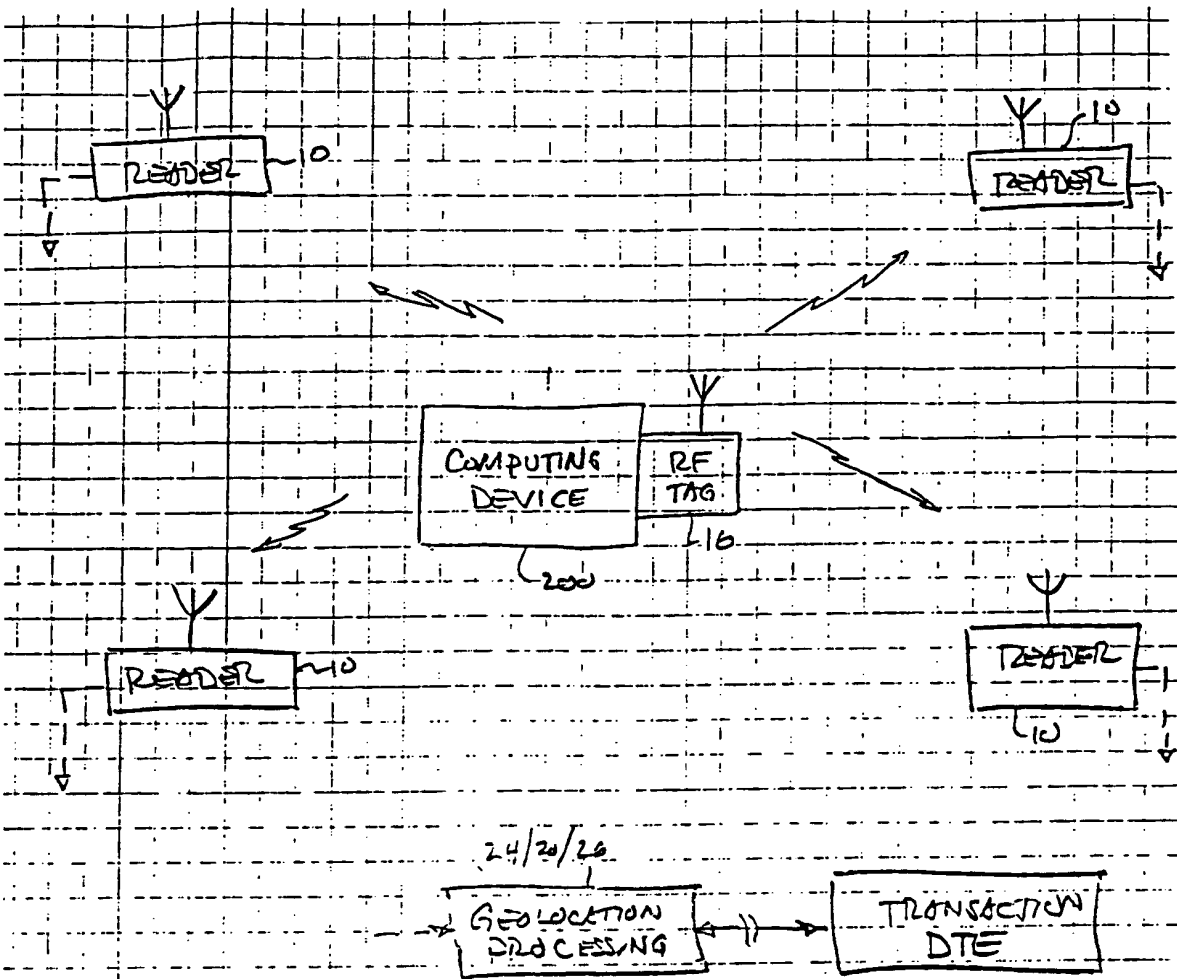 READER 10
10
READER
COMPUTING
DEVICE
RF
TAG
16
200
READER 10
READER
10
24/20/26
GEOLOCATION
PROCESSING
TRANSACTION
DTE